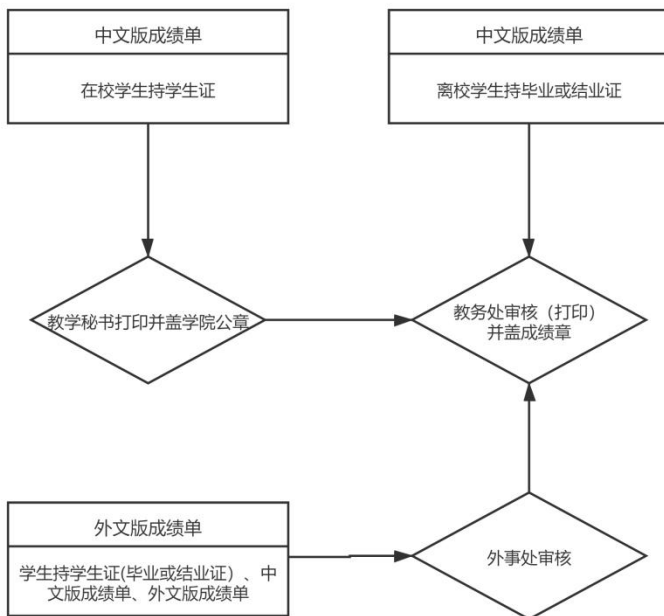 中文版成绩单
在校学生持学生证
中文版成绩单
离校学生持毕业或结业证
教学秘书打印并盖学院公章
教务处审核（打印）
并盖成绩章
外文版成绩单
学生持学生证(毕业或结业证）、中
文版成绩单、外文版成绩单
外事处审核